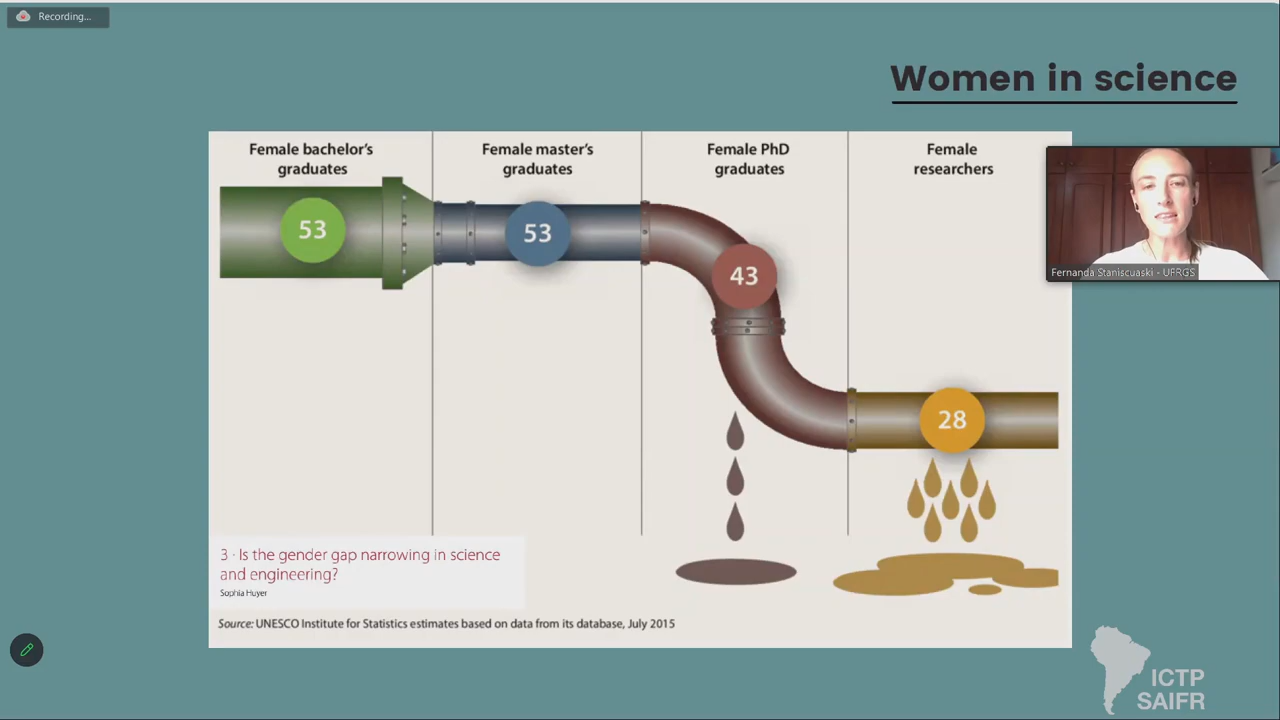 Recording...
Women in science
Female bachelor's
graduates
Female master's
graduates
Female PhD
graduates
Female
researchers
53
53
43
28
Fernanda Staniscuaski - UFRGS
3 · Is the gender gap narrowing in science
and engineering?
Sophia Huyer
Source: UNESCO Institute for Statistics estimates based on data from its database, July 2015
ICTP
SAIFR